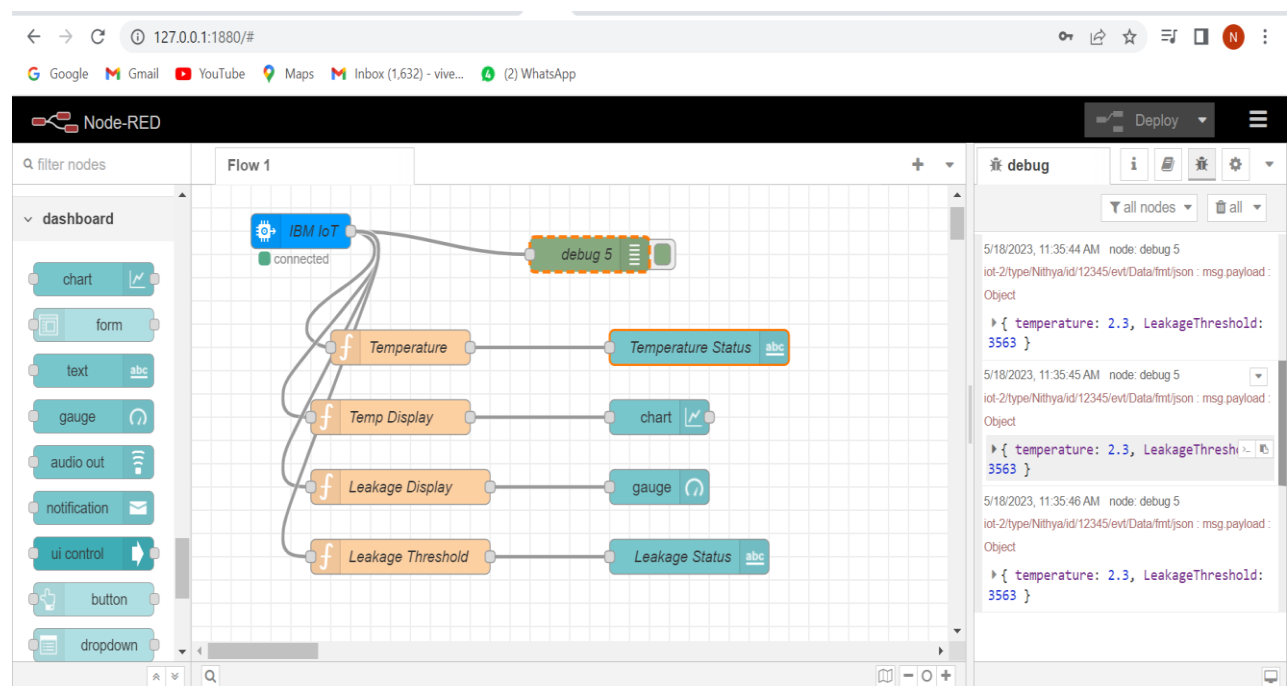 127.0.0.1:1880/#
N
Google Gmail YouTube Maps Inbox (1,632) - vive... (2) WhatsApp
Node-RED
Deploy
filter nodes
Flow 1
debug
i
all nodes
all
dashboard
chart
form
text
abc
gauge
audio out
notification
ui control
button
dropdown
IBM IoT
connected
debug 5
f Temperature
Temperature Status abc
f Temp Display
chart
f Leakage Display
gauge
f Leakage Threshold
Leakage Status abc
5/18/2023, 11:35:44 AM node: debug 5
iot-2/type/Nithya/id/12345/evt/Data/fmt/json : msg.payload :
Object
{ temperature: 2.3, LeakageThreshold:
3563 }
5/18/2023, 11:35:45 AM node: debug 5
iot-2/type/Nithya/id/12345/evt/Data/fmt/json : msg.payload :
Object
{ temperature: 2.3, LeakageThresh
3563 }
5/18/2023, 11:35:46 AM node: debug 5
iot-2/type/Nithya/id/12345/evt/Data/fmt/json : msg.payload :
Object
{ temperature: 2.3, LeakageThreshold:
3563 }